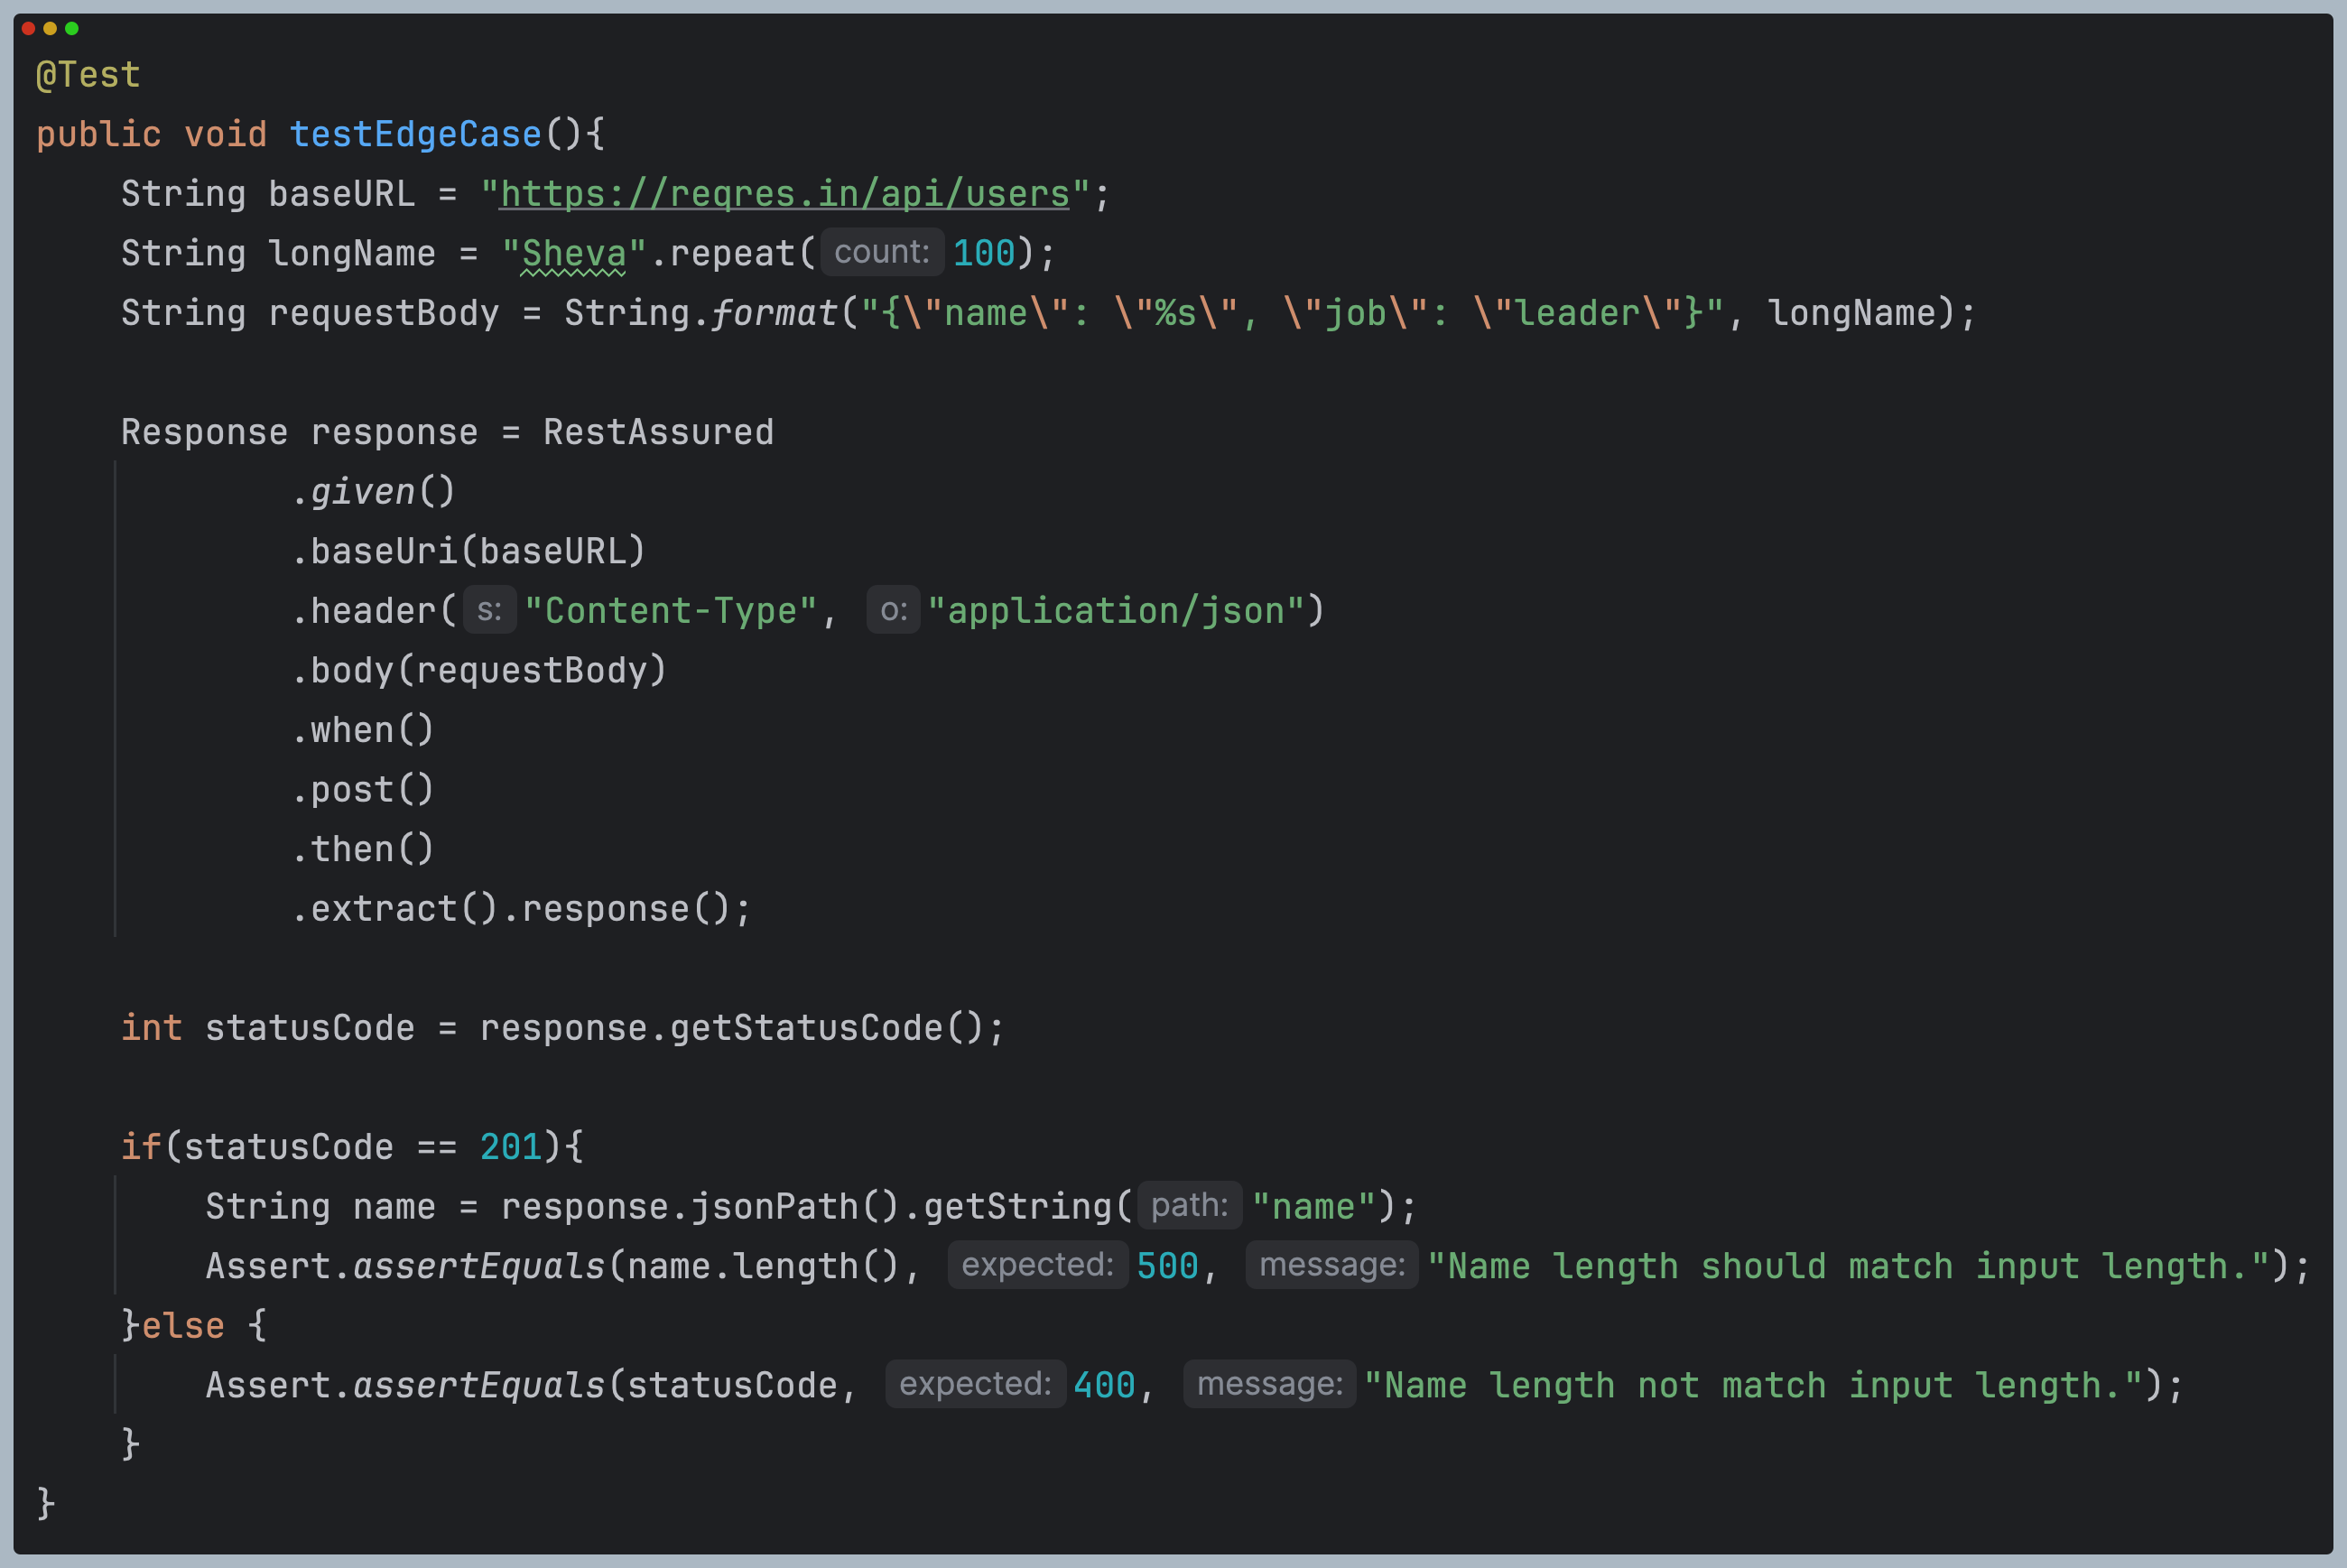 @Test
public void testEdgeCase(){
String baseURL = "https://reqres.in/api/users";
String longName = "Sheva".repeat( count: 100);
String requestBody = String.format("{\"name\": \"%s\", \"job\": \"leader\"}", longName);
Response response = RestAssured
.given()
.baseUri(baseURL)
.header( s: "Content-Type", o: "application/json")
.body(requestBody)
.when()
.post()
.then()
.extract().response();
int statusCode = response.getStatusCode();
if(statusCode == 201){
String name = response.jsonPath().getString( path: "name");
Assert.assertEquals(name.length(), expected: 500, message: "Name length should match input length.");
}else {
Assert.assertEquals(statusCode, expected: 400, message: "Name length not match input length.");
}
}